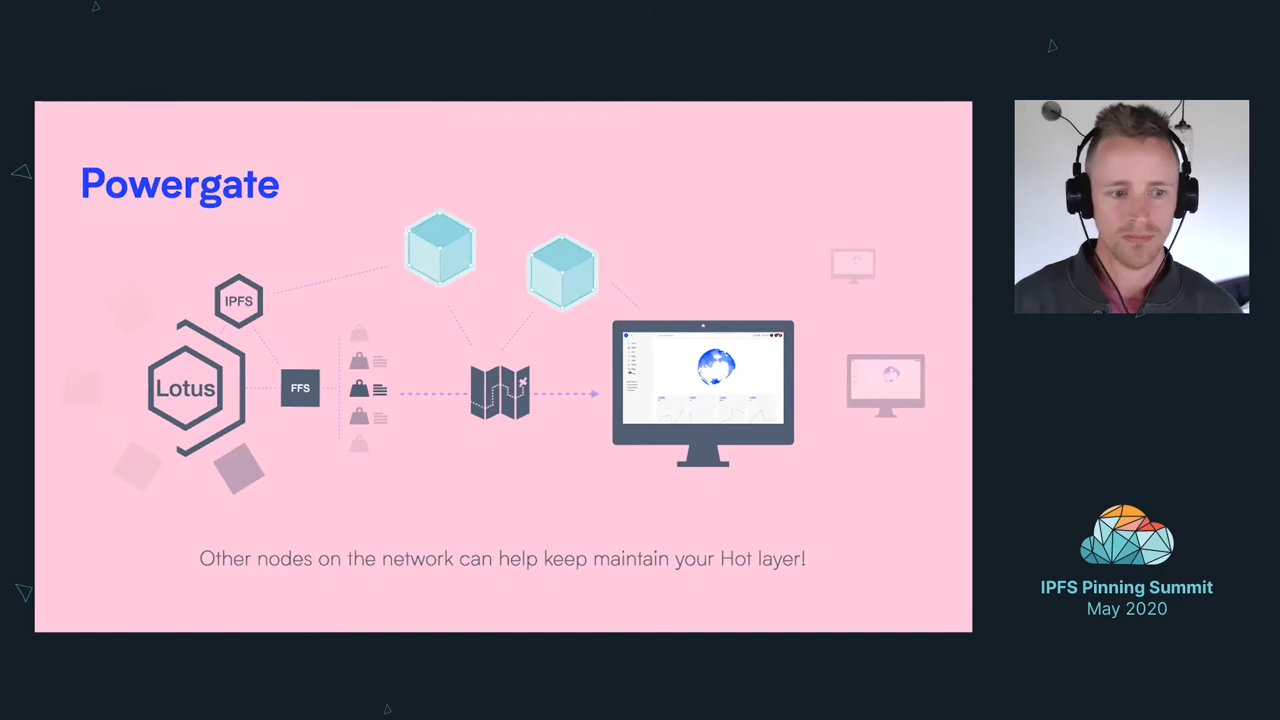 Powergate
IPFS
Lotus
FFS
Other nodes on the network can help keep maintain your Hot layer!
IPFS Pinning Summit
May 2020